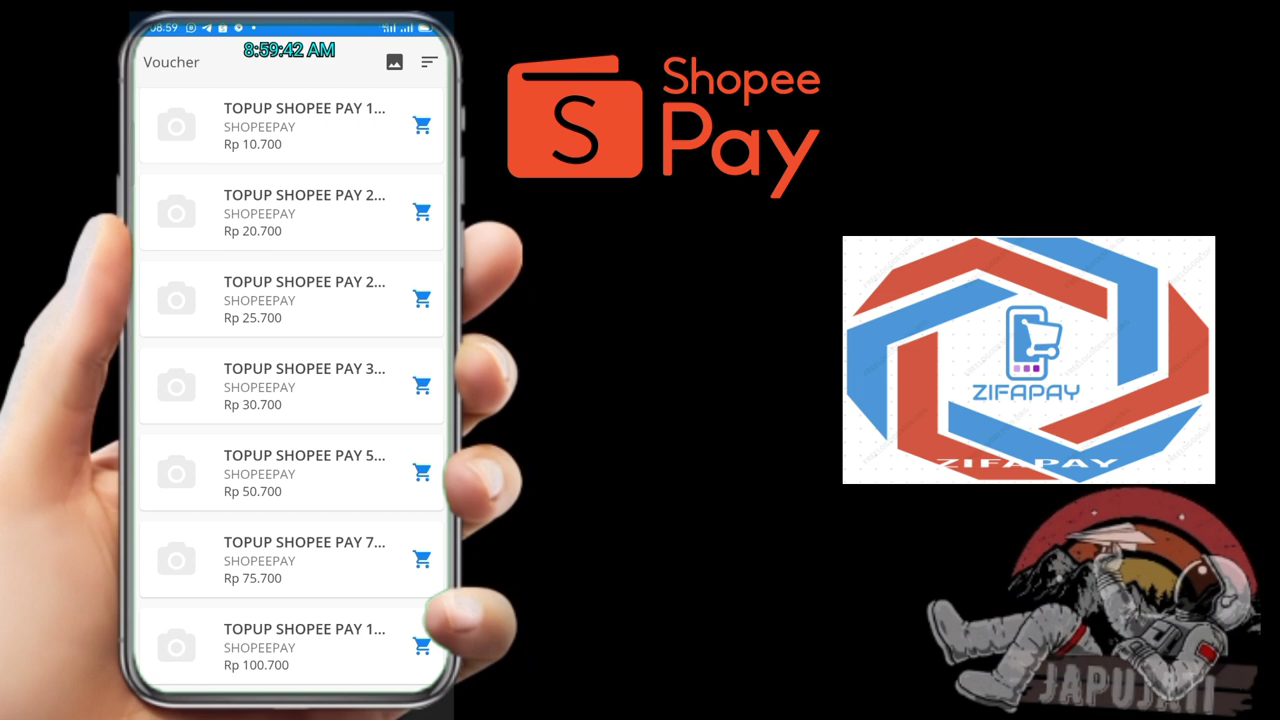 08.59
8:59:42 AM
Voucher
TOPUP SHOPEE PAY 1...
SHOPEEPAY
Rp 10.700
TOPUP SHOPEE PAY 2...
SHOPEEPAY
Rp 20.700
TOPUP SHOPEE PAY 2...
SHOPEEPAY
Rp 25.700
TOPUP SHOPEE PAY 3...
SHOPEEPAY
Rp 30.700
TOPUP SHOPEE PAY 5...
SHOPEEPAY
Rp 50.700
TOPUP SHOPEE PAY 7...
SHOPEEPAY
Rp 75.700
TOPUP SHOPEE PAY 1...
SHOPEEPAY
Rp 100.700
S
Shopee
Pay
ZIFAPAY
ZIFAPAY
JAPUJATI